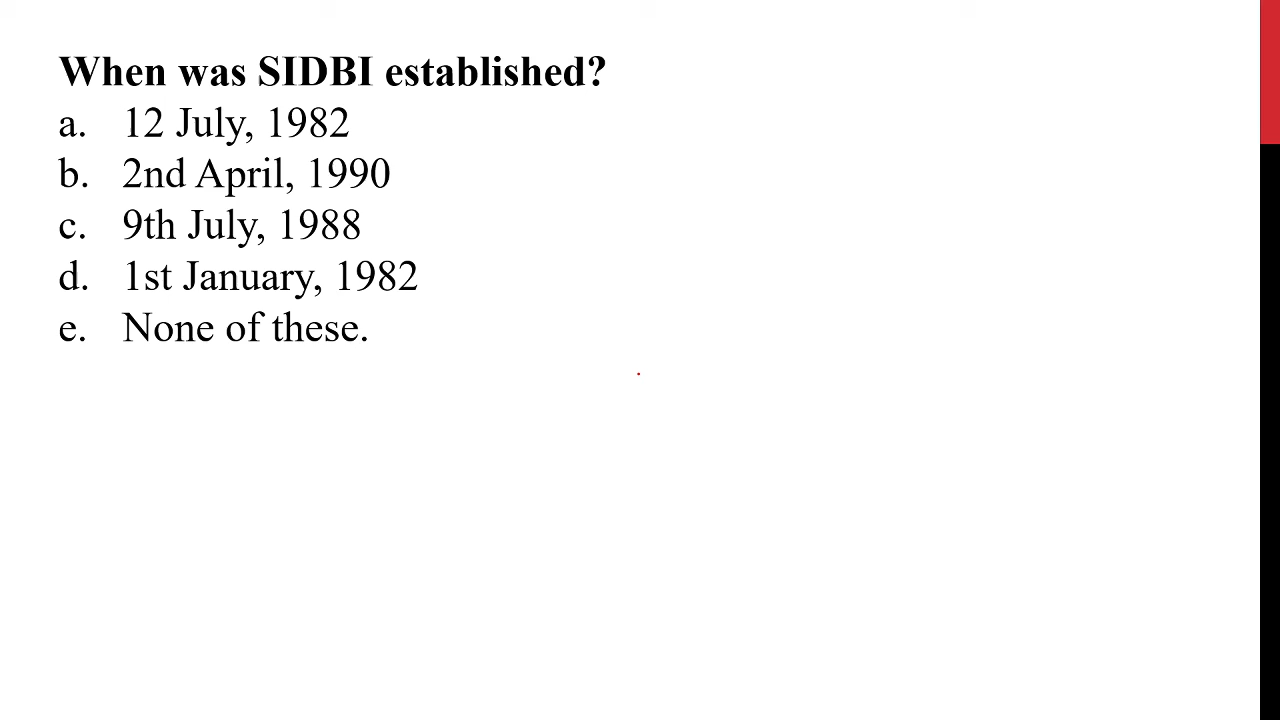 When was SIDBI established?
a. 12 July, 1982
b. 2nd April, 1990
c. 9th July, 1988
d. 1st January, 1982
e. None of these.